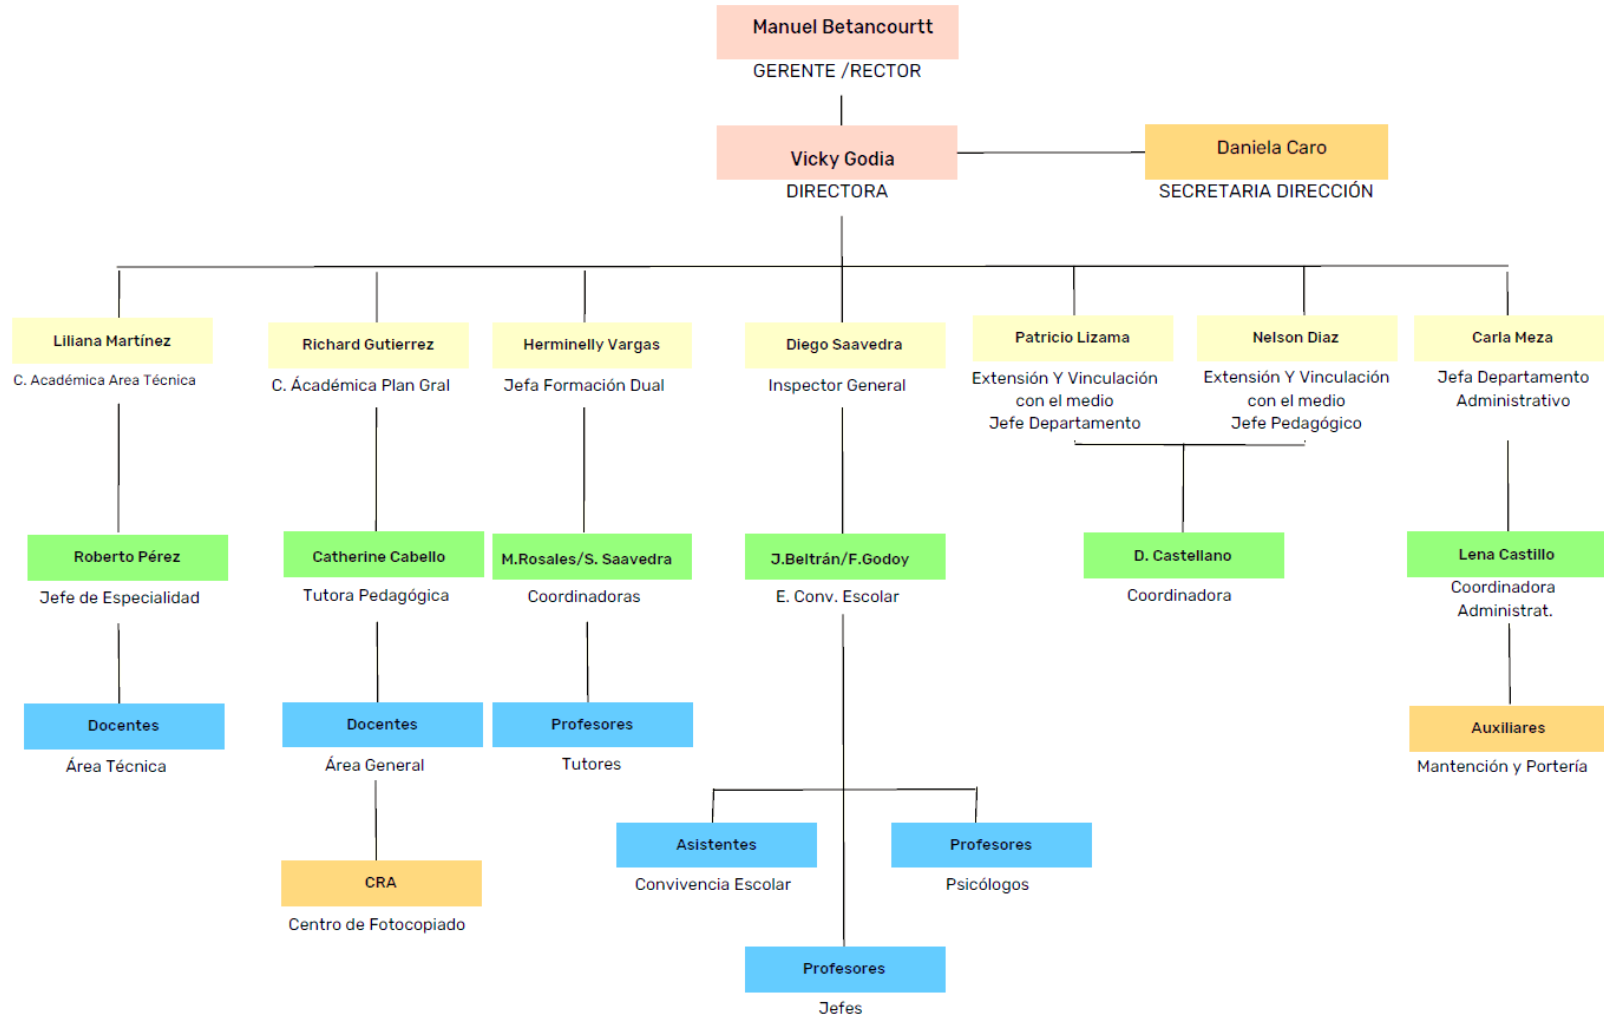 Manuel Betancourtt
GERENTE /RECTOR
Vicky Godia
DIRECTORA
Daniela Caro
SECRETARIA DIRECCIÓN
Liliana Martínez
C. Académica Area Técnica
Richard Gutierrez
C. Ácadémica Plan Gral
Herminelly Vargas
Jefa Formación Dual
Diego Saavedra
Inspector General
Patricio Lizama
Extensión Y Vinculación
con el medio
Jefe Departamento
Nelson Diaz
Extensión Y Vinculación
con el medio
Jefe Pedagógico
Carla Meza
Jefa Departamento
Administrativo
Roberto Pérez
Jefe de Especialidad
Catherine Cabello
Tutora Pedagógica
M.Rosales/S. Saavedra
Coordinadoras
J.Beltrán/F.Godoy
E. Conv. Escolar
D. Castellano
Coordinadora
Lena Castillo
Coordinadora
Administrat.
Docentes
Área Técnica
Docentes
Área General
Profesores
Tutores
Auxiliares
Mantención y Portería
Asistentes
Convivencia Escolar
Profesores
Psicólogos
CRA
Centro de Fotocopiado
Profesores
Jefes